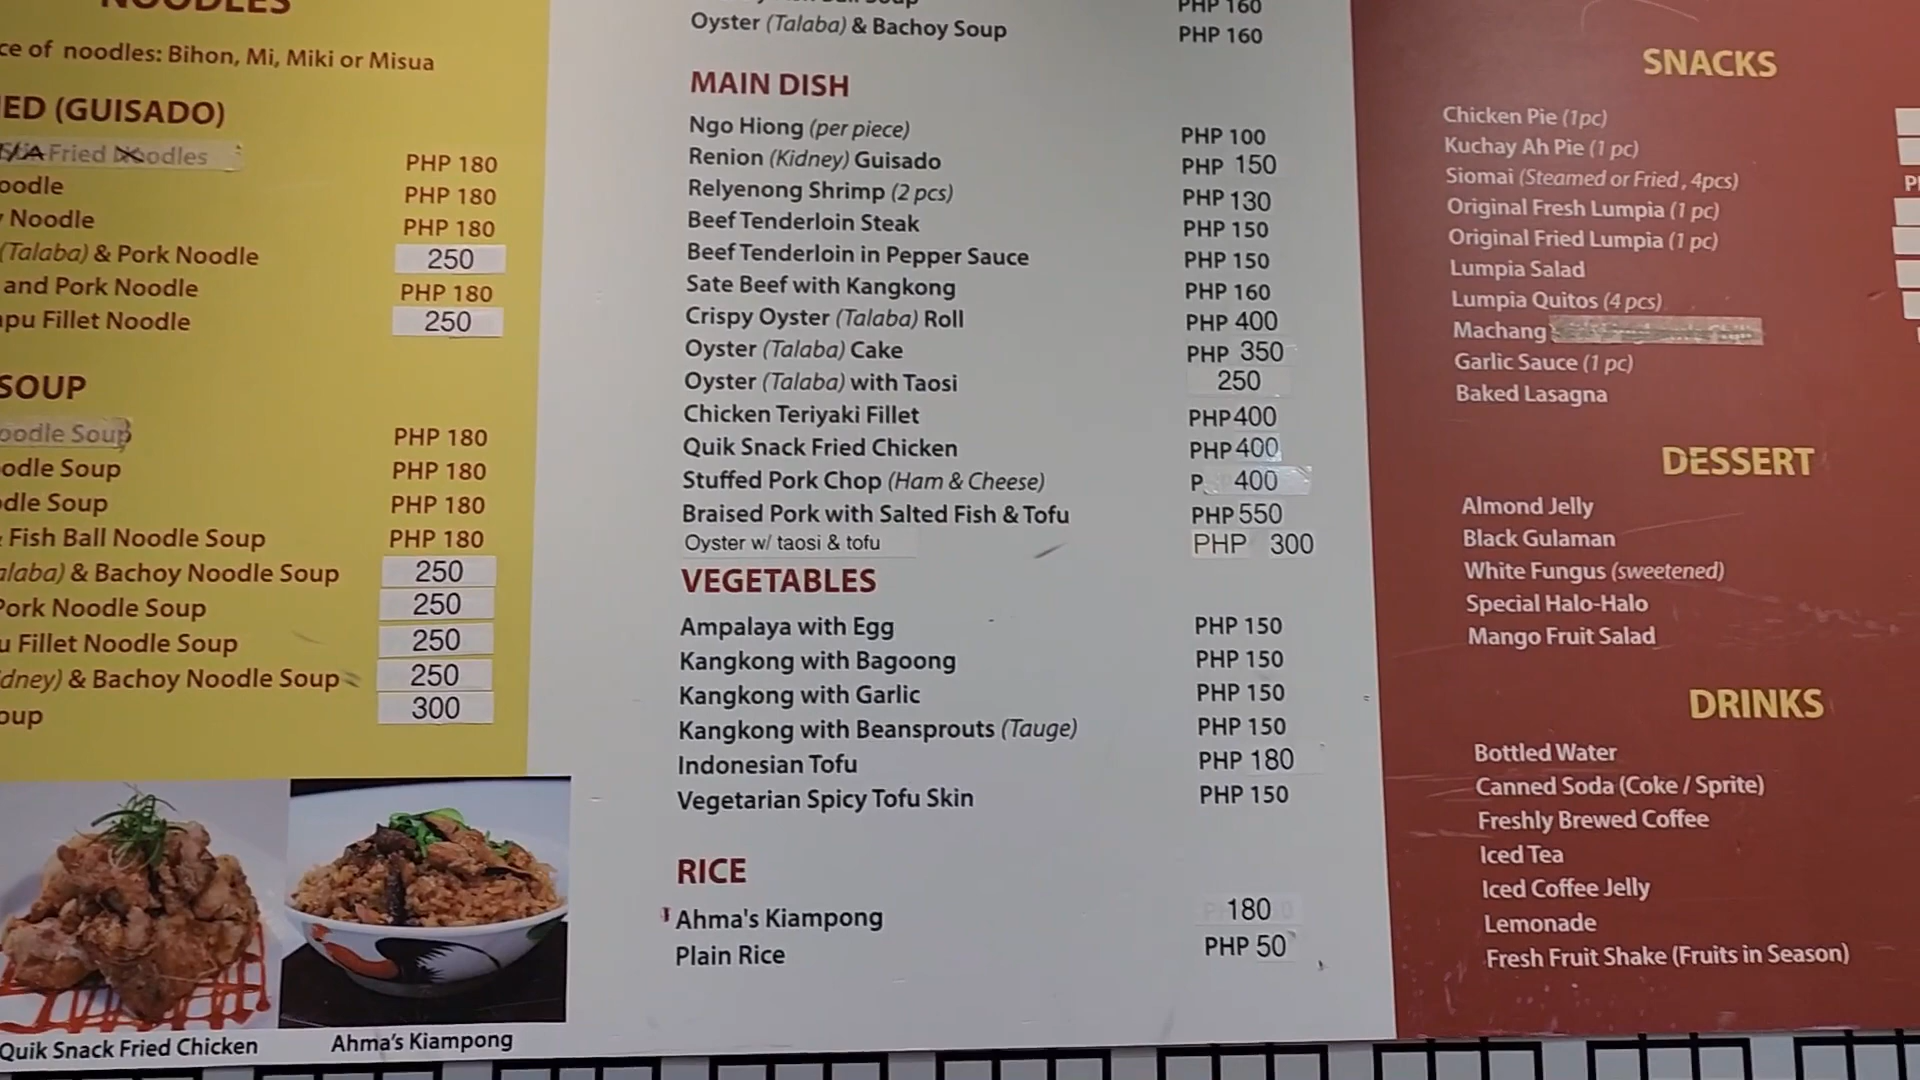 NOODLES
ce of noodles: Bihon, Mi, Miki or Misua
ED (GUISADO)
N/A Fried Noodles PHP 180
oodle PHP 180
Noodle PHP 180
(Talaba) & Pork Noodle 250
and Pork Noodle PHP 180
apu Fillet Noodle 250
SOUP
oodle Soup PHP 180
odle Soup PHP 180
dle Soup PHP 180
Fish Ball Noodle Soup PHP 180
alaba) & Bachoy Noodle Soup 250
Pork Noodle Soup 250
u Fillet Noodle Soup 250
dney) & Bachoy Noodle Soup 250
oup 300
Quik Snack Fried Chicken
Ahma's Kiampong
Ball Soup PHP 160
Oyster (Talaba) & Bachoy Soup PHP 160
MAIN DISH
Ngo Hiong (per piece) PHP 100
Renion (Kidney) Guisado PHP 150
Relyenong Shrimp (2 pcs) PHP 130
Beef Tenderloin Steak PHP 150
Beef Tenderloin in Pepper Sauce PHP 150
Sate Beef with Kangkong PHP 160
Crispy Oyster (Talaba) Roll PHP 400
Oyster (Talaba) Cake PHP 350
Oyster (Talaba) with Taosi 250
Chicken Teriyaki Fillet PHP 400
Quik Snack Fried Chicken PHP 400
Stuffed Pork Chop (Ham & Cheese) P 400
Braised Pork with Salted Fish & Tofu PHP 550
Oyster w/ taosi & tofu PHP 300
VEGETABLES
Ampalaya with Egg PHP 150
Kangkong with Bagoong PHP 150
Kangkong with Garlic PHP 150
Kangkong with Beansprouts (Tauge) PHP 150
Indonesian Tofu PHP 180
Vegetarian Spicy Tofu Skin PHP 150
RICE
Ahma's Kiampong 180
Plain Rice PHP 50
SNACKS
Chicken Pie (1pc)
Kuchay Ah Pie (1 pc)
Siomai (Steamed or Fried , 4pcs) P
Original Fresh Lumpia (1 pc)
Original Fried Lumpia (1 pc)
Lumpia Salad
Lumpia Quitos (4 pcs)
Machang
Garlic Sauce (1 pc)
Baked Lasagna
DESSERT
Almond Jelly
Black Gulaman
White Fungus (sweetened)
Special Halo-Halo
Mango Fruit Salad
DRINKS
Bottled Water
Canned Soda (Coke / Sprite)
Freshly Brewed Coffee
Iced Tea
Iced Coffee Jelly
Lemonade
Fresh Fruit Shake (Fruits in Season)